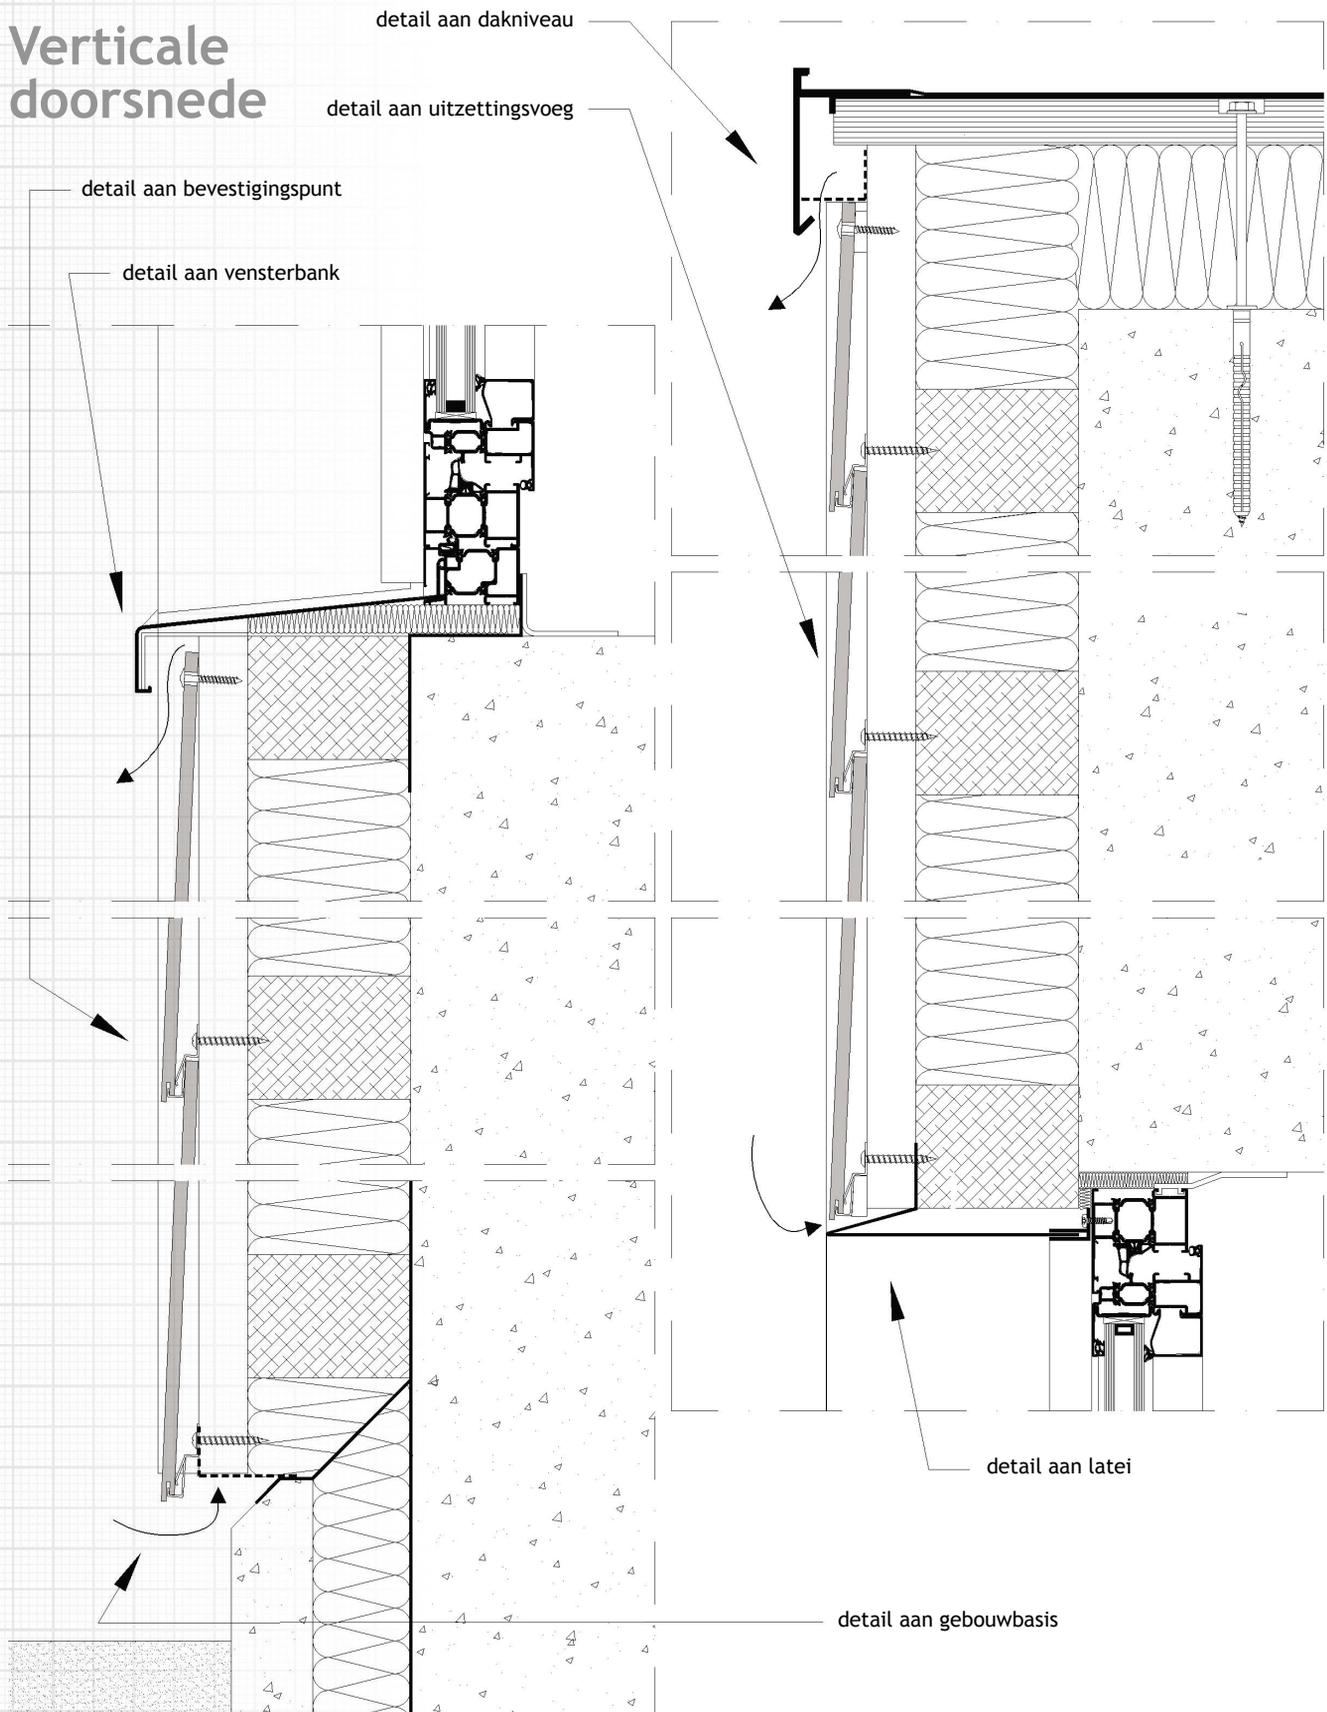 Verticale
doorsnede
detail aan dakniveau
detail aan uitzettingsvoeg
detail aan bevestigingspunt
detail aan vensterbank
detail aan latei
detail aan gebouwbasis